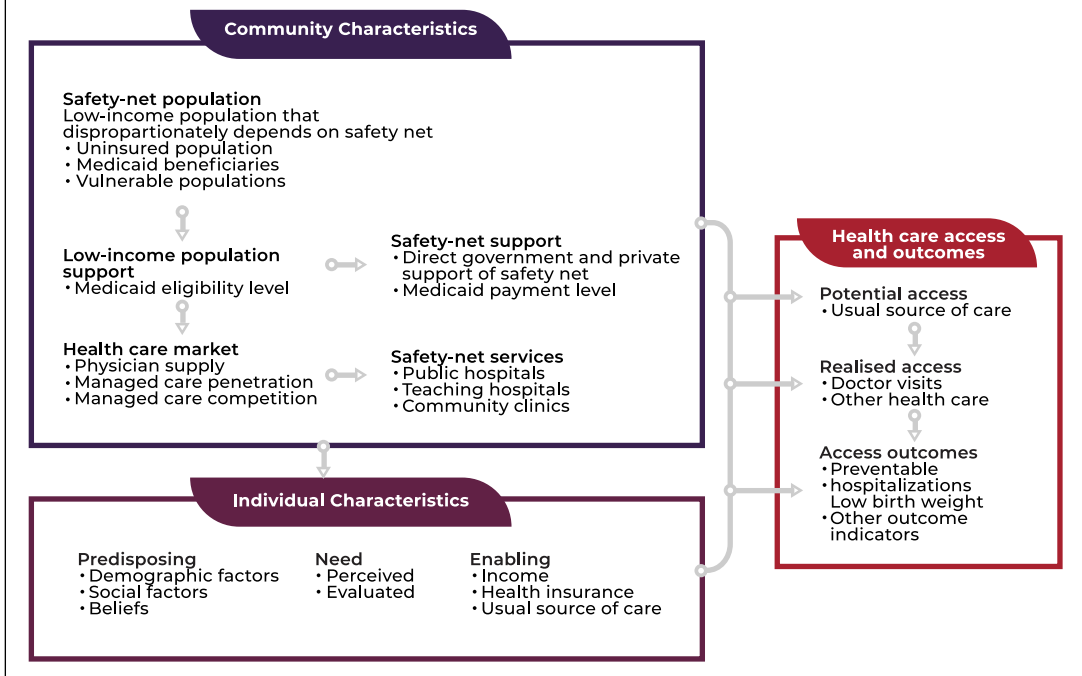 Community Characteristics
Safety-net population
Low-income population that
dispropartionately depends on safety net
• Uninsured population
• Medicaid beneficiaries
• Vulnerable populations
Low-income population
support
• Medicaid eligibility level
Safety-net support
• Direct government and private
support of safety net
• Medicaid payment level
Health care market
• Physician supply
• Managed care penetration
• Managed care competition
Safety-net services
• Public hospitals
• Teaching hospitals
• Community clinics
Individual Characteristics
Predisposing
• Demographic factors
• Social factors
• Beliefs
Need
• Perceived
• Evaluated
Enabling
• Income
• Health insurance
• Usual source of care
Health care access
and outcomes
Potential access
• Usual source of care
Realised access
• Doctor visits
• Other health care
Access outcomes
• Preventable
• hospitalizations
Low birth weight
• Other outcome
indicators